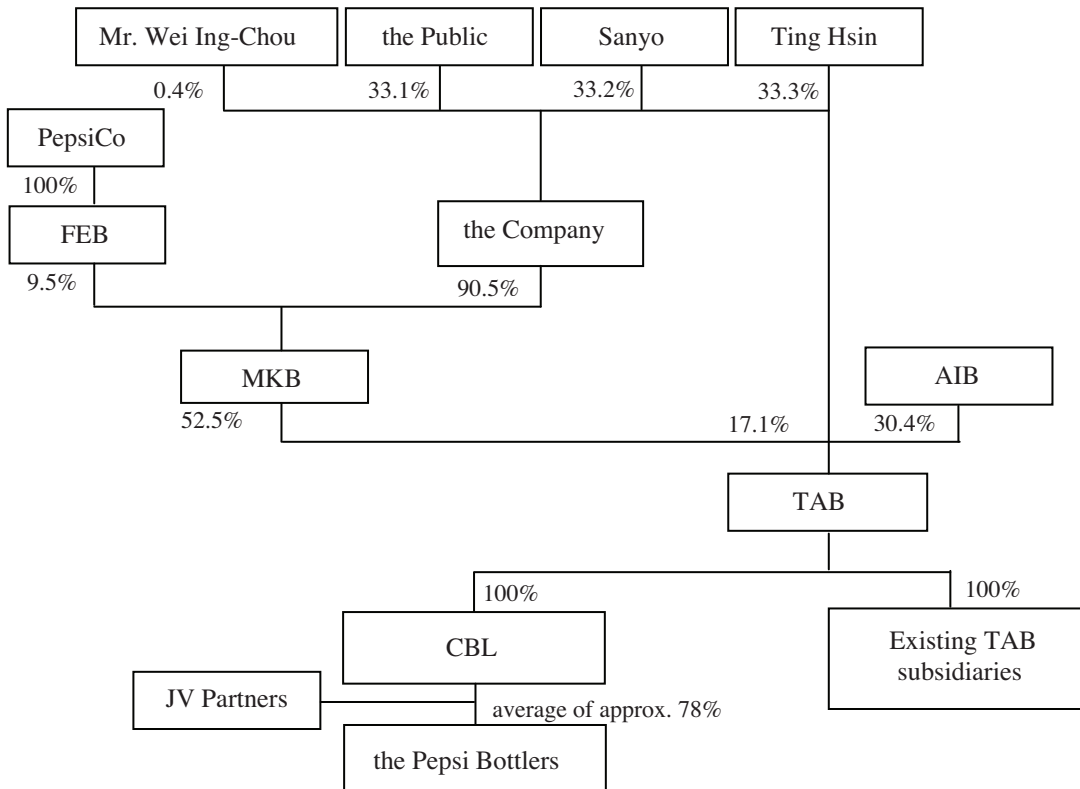 Mr. Wei Ing-Chou
the Public
Sanyo
Ting Hsin
0.4%
33.1%
33.2%
33.3%
PepsiCo
100%
FEB
the Company
9.5%
90.5%
MKB
AIB
52.5%
17.1%
30.4%
TAB
100%
100%
CBL
Existing TAB
subsidiaries
JV Partners
average of approx. 78%
the Pepsi Bottlers